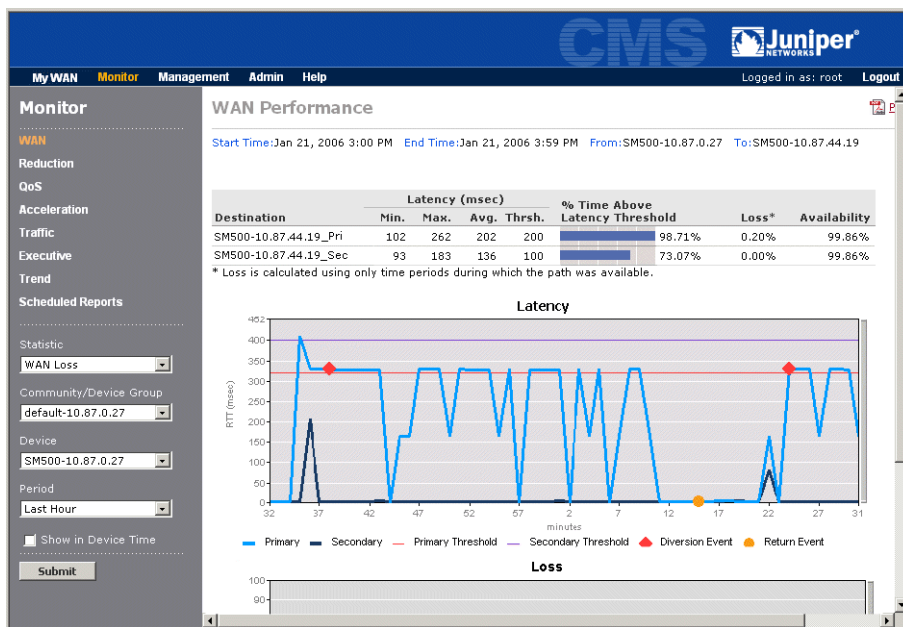 CMS
Juniper®
NETWORKS
My WAN Monitor Management Admin Help Logged in as: root Logout
Monitor
WAN
Reduction
QoS
Acceleration
Traffic
Executive
Trend
Scheduled Reports
Statistic
WAN Loss
Community/Device Group
default-10.87.0.27
Device
SM500-10.87.0.27
Period
Last Hour
Show in Device Time
Submit
WAN Performance
P
Start Time:Jan 21, 2006 3:00 PM End Time:Jan 21, 2006 3:59 PM From:SM500-10.87.0.27 To:SM500-10.87.44.19
Latency (msec) % Time Above
Destination Min. Max. Avg. Thrsh. Latency Threshold Loss* Availability
SM500-10.87.44.19_Pri 102 262 202 200 98.71% 0.20% 99.86%
SM500-10.87.44.19_Sec 93 183 136 100 73.07% 0.00% 99.86%
* Loss is calculated using only time periods during which the path was available.
Latency
452
400
350
300
250
200
150
100
50
0
RTT (msec)
32 37 42 47 52 57 2 7 12 17 22 27 31
minutes
Primary Secondary Primary Threshold Secondary Threshold Diversion Event Return Event
Loss
100
90